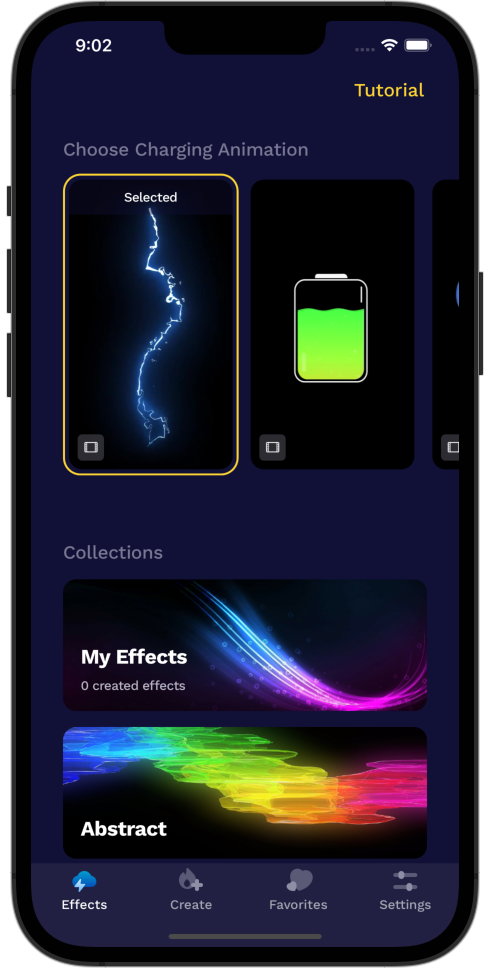 9:02
Tutorial
Choose Charging Animation
Selected
Collections
My Effects
0 created effects
Abstract
Effects
Create
Favorites
Settings